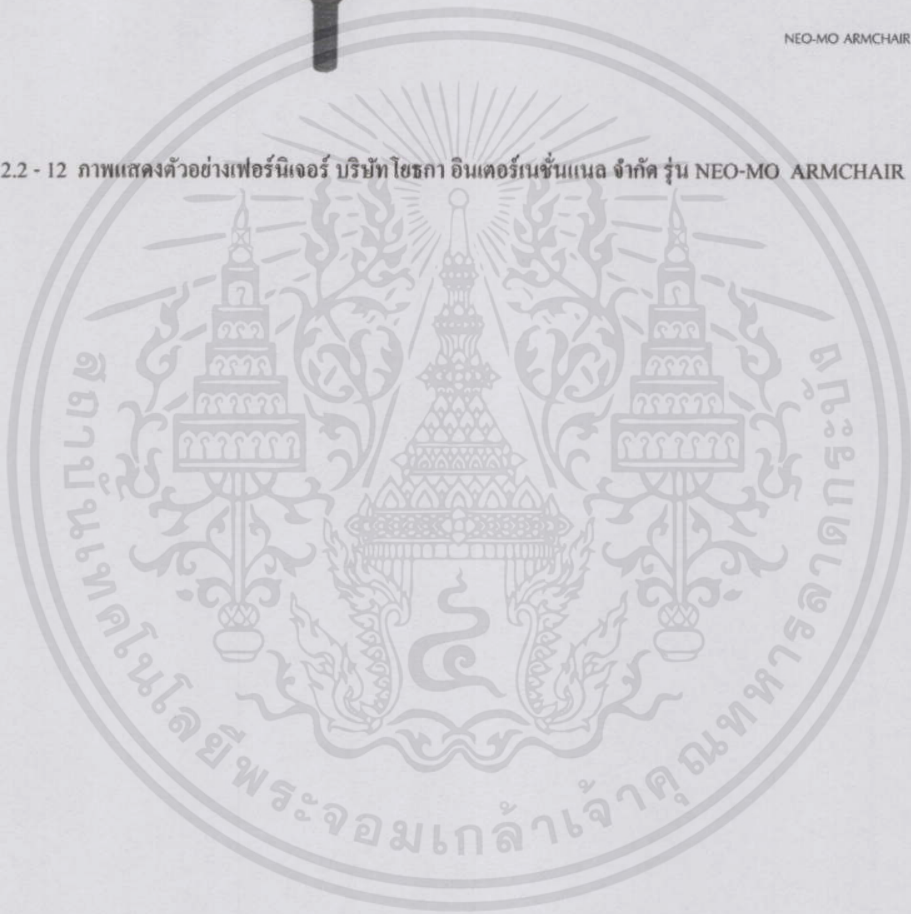 NEO-MO ARMCHAIR
2.2 - 12 ภาพแสดงตัวอย่างเฟอร์นิเจอร์ บริษัทโยธกา อินเตอร์เนชั่นแนล จำกัด รุ่น NEO-MO ARMCHAIR
สถาบันเทคโนโลยีพระจอมเกล้าเจ้าคุณทหารลาดกระบัง
๔